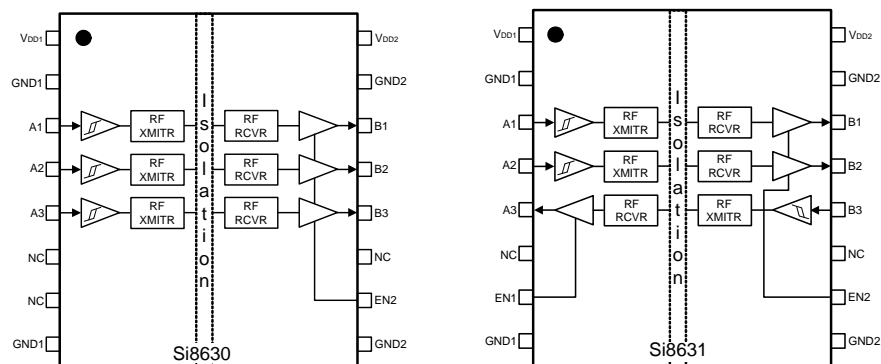 VDD1
VDD2
GND1
GND2
A1
RF XMITR
RF RCVR
B1
A2
RF XMITR
RF RCVR
B2
A3
RF XMITR
RF RCVR
B3
NC
NC
NC
EN2
GND1
GND2
Isolation
Si8630
VDD1
VDD2
GND1
GND2
A1
RF XMITR
RF RCVR
B1
A2
RF XMITR
RF RCVR
B2
A3
RF RCVR
RF XMITR
B3
NC
NC
EN1
EN2
GND1
GND2
Isolation
Si8631